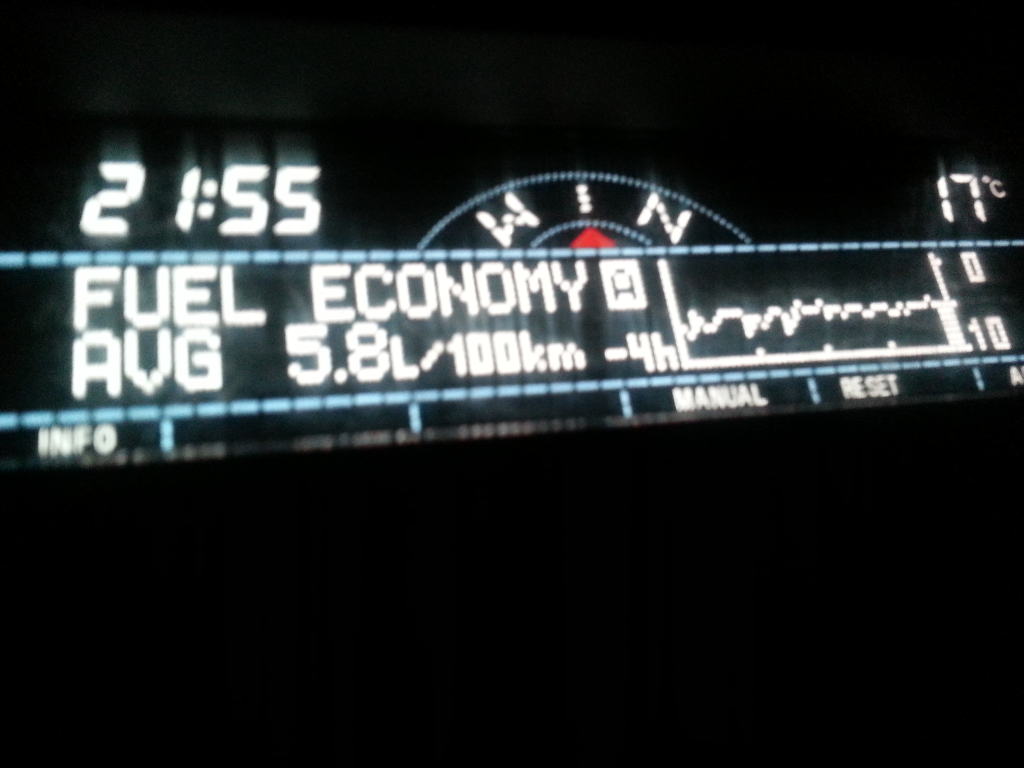 21:55 W N 17°C
FUEL ECONOMY M 0
AVG 5.8L/100km -4h 10
INFO MANUAL RESET